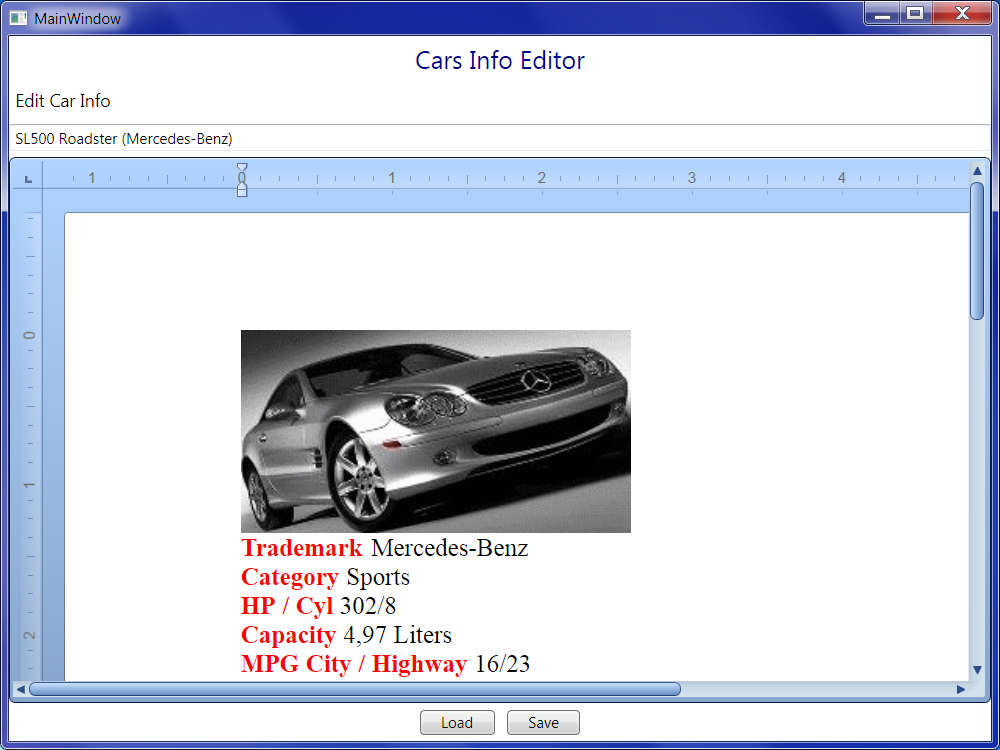 MainWindow
Cars Info Editor
Edit Car Info
SL500 Roadster (Mercedes-Benz)
1 0 1 2 3 4
0
1
2
Trademark Mercedes-Benz
Category Sports
HP / Cyl 302/8
Capacity 4,97 Liters
MPG City / Highway 16/23
Load Save